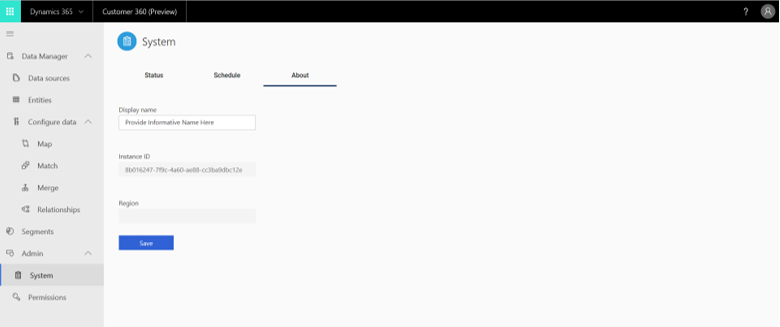 Dynamics 365
Customer 360 (Preview)
?
System
Status
Schedule
About
Data Manager
Data sources
Entities
Configure data
Map
Match
Merge
Relationships
Segments
Admin
System
Permissions
Display name
Provide Informative Name Here
Instance ID
8b016247-7f9c-4a60-ae88-cc3ba9dbc12e
Region
Save